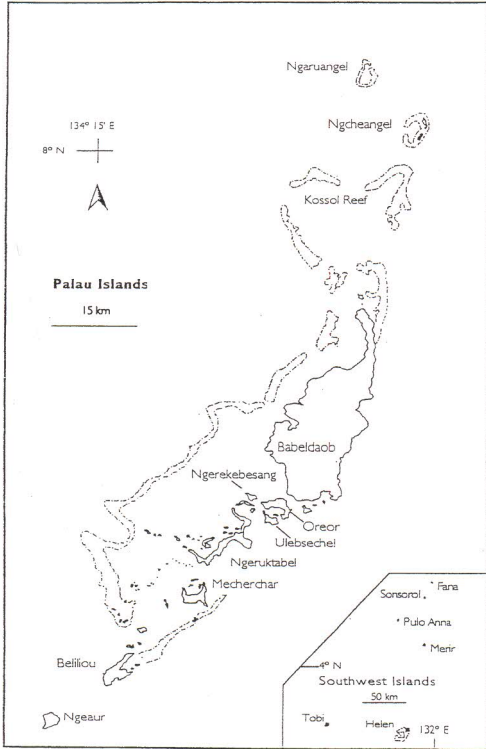 Ngaruangel
Ngcheangel
134° 15' E
8° N
Kossol Reef
Palau Islands
15 km
Babeldaob
Ngerekebesang
Oreor
Ulebsechel
Ngeruktabel
Mecherchar
Beliliou
Ngeaur
Fana
Sonsorol
Pulo Anna
Merir
4° N
Southwest Islands
50 km
Tobi
Helen
132° E